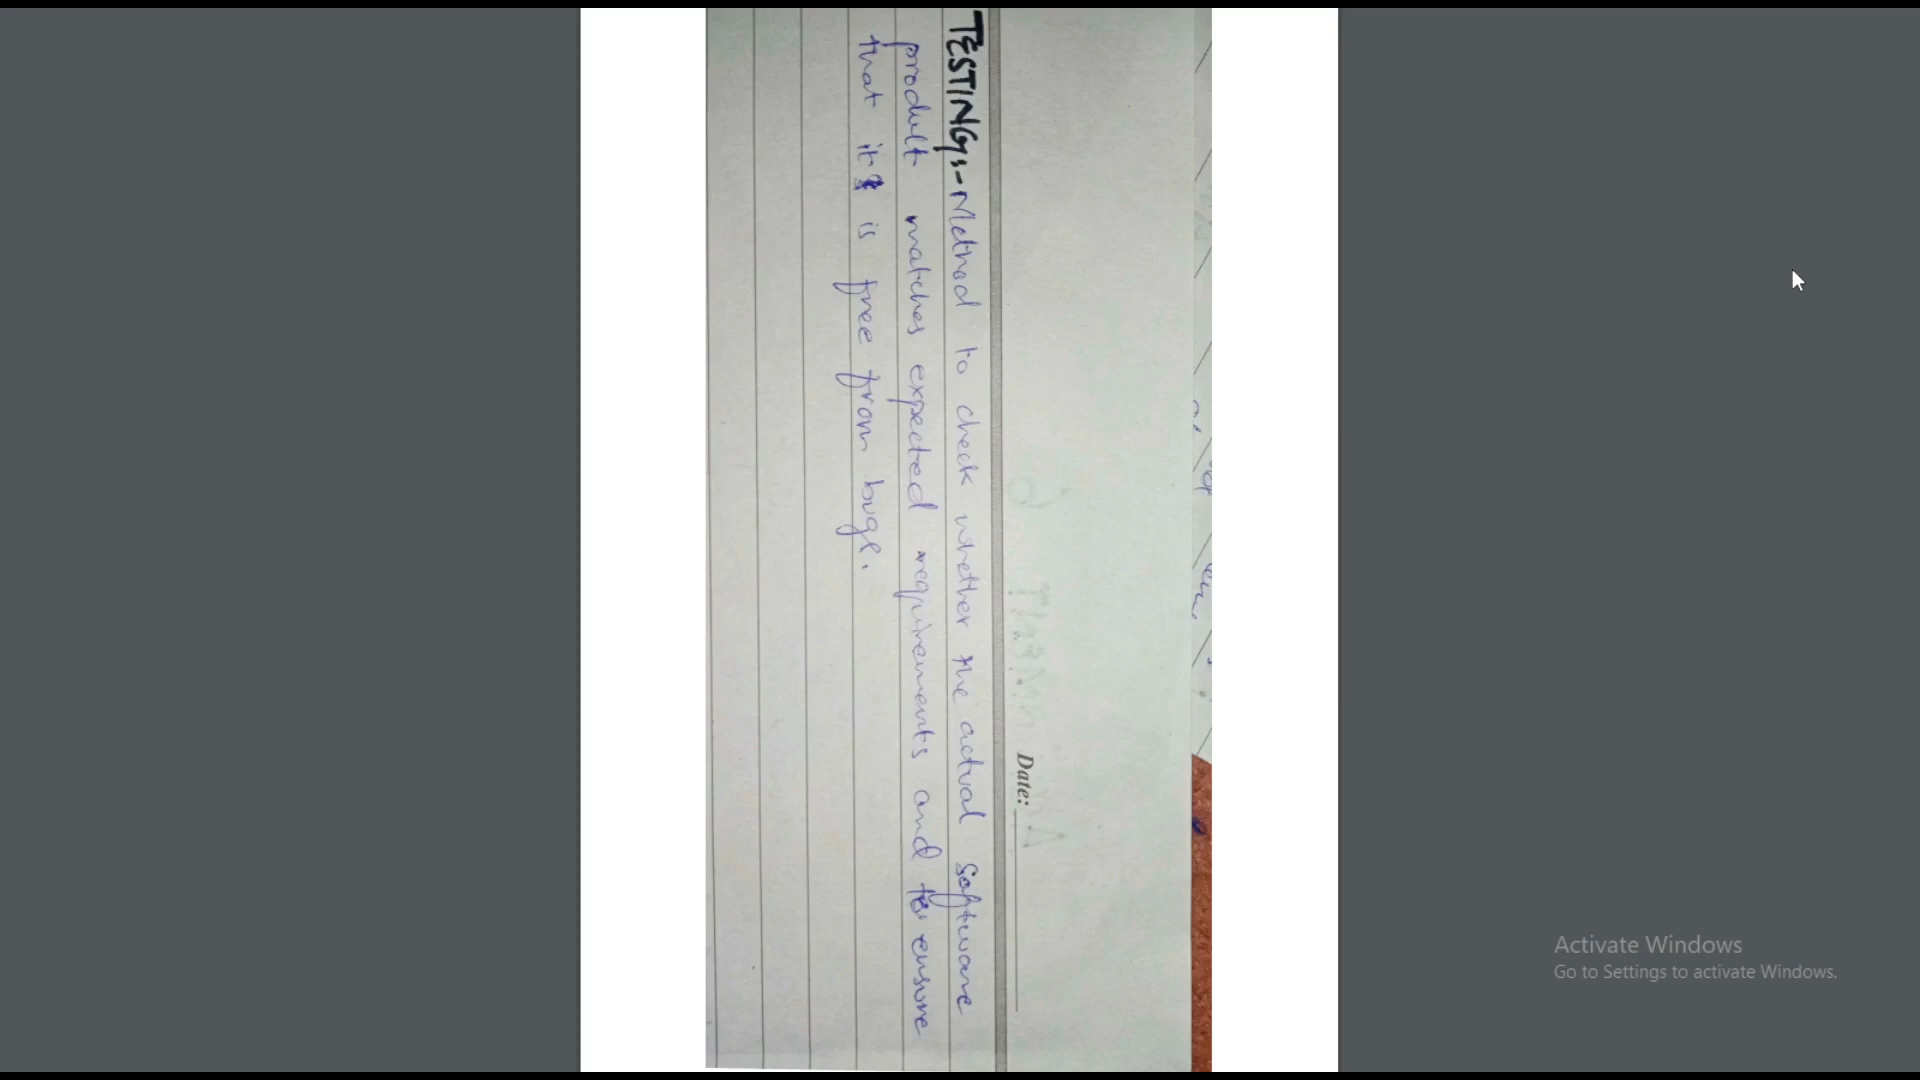 Date:
TESTING:- Method to check whether the actual software
product matches expected requirements and to ensure
that it is free from bugs.
Activate Windows
Go to Settings to activate Windows.